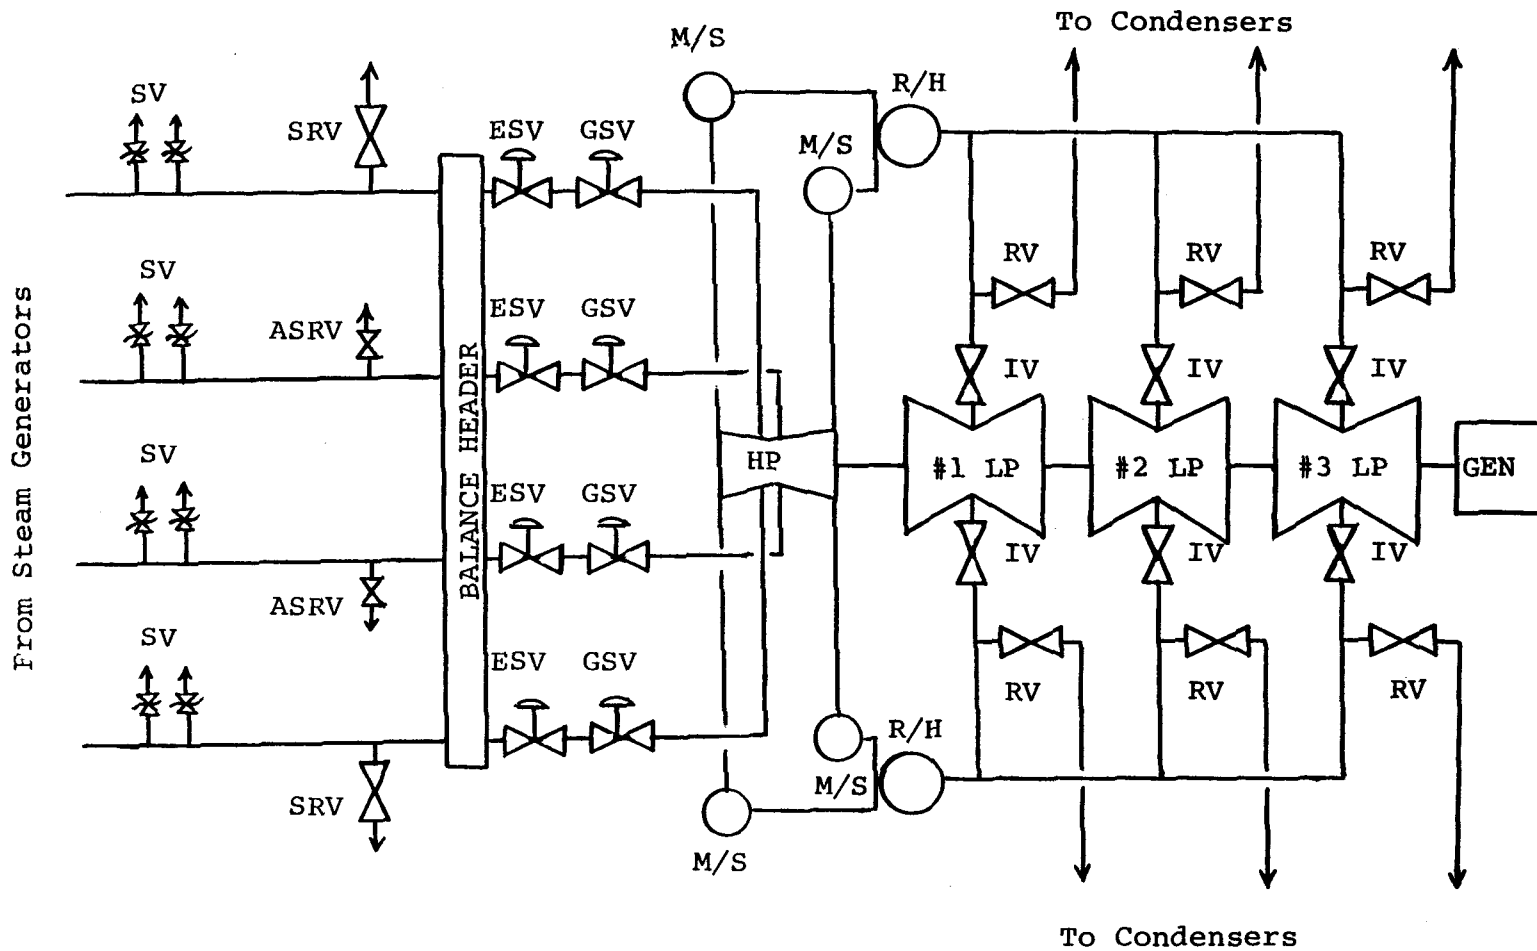 To Condensers
M/S
R/H
SV
SRV
ESV
GSV
M/S
RV
RV
RV
SV
ASRV
ESV
GSV
IV
IV
IV
From Steam Generators
BALANCE HEADER
HP
#1 LP
#2 LP
#3 LP
GEN
SV
ESV
GSV
IV
IV
IV
ASRV
SV
ESV
GSV
RV
RV
RV
R/H
SRV
M/S
M/S
To Condensers